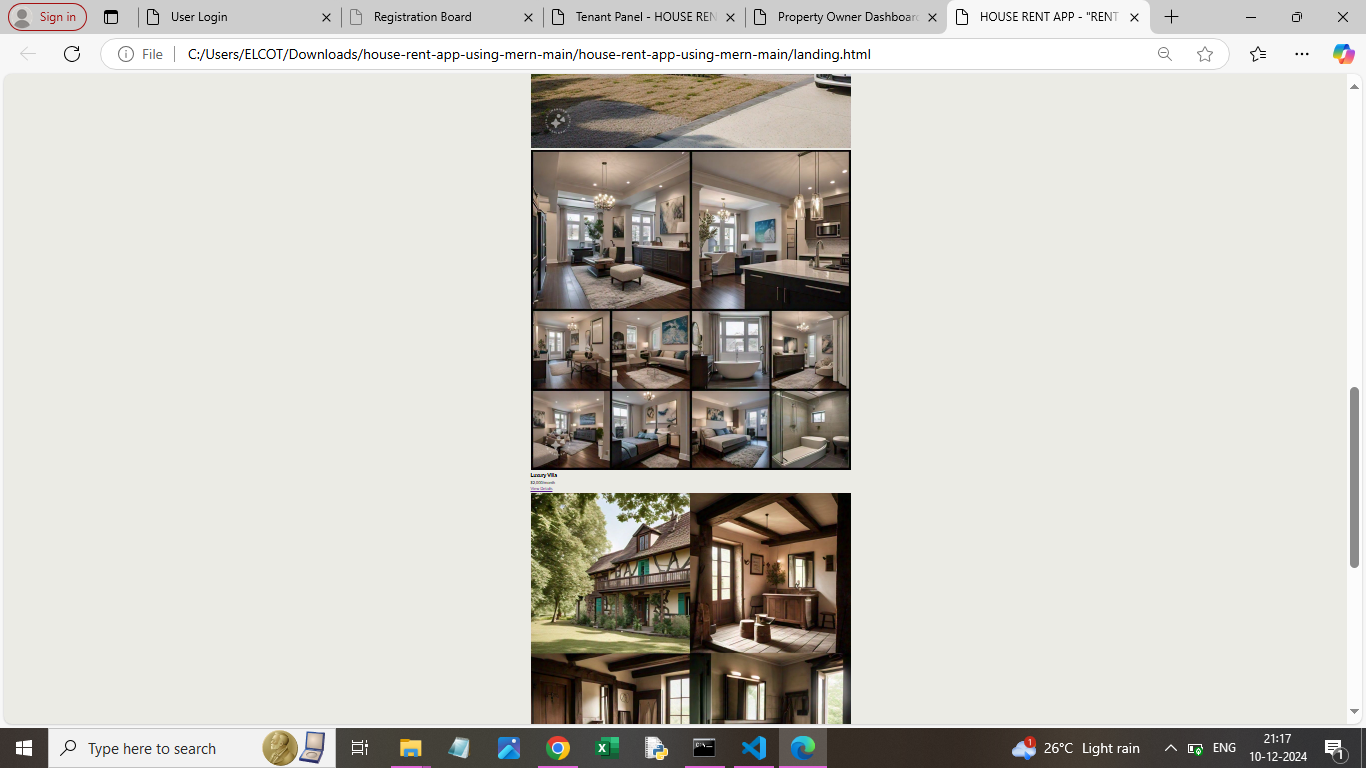 Sign in
User Login
Registration Board
Tenant Panel - HOUSE REN
Property Owner Dashboard
HOUSE RENT APP - "RENT
File
C:/Users/ELCOT/Downloads/house-rent-app-using-mern-main/house-rent-app-using-mern-main/landing.html
Luxury Villa
View Details
Type here to search
1
26°C Light rain
ENG
21:17
10-12-2024
1